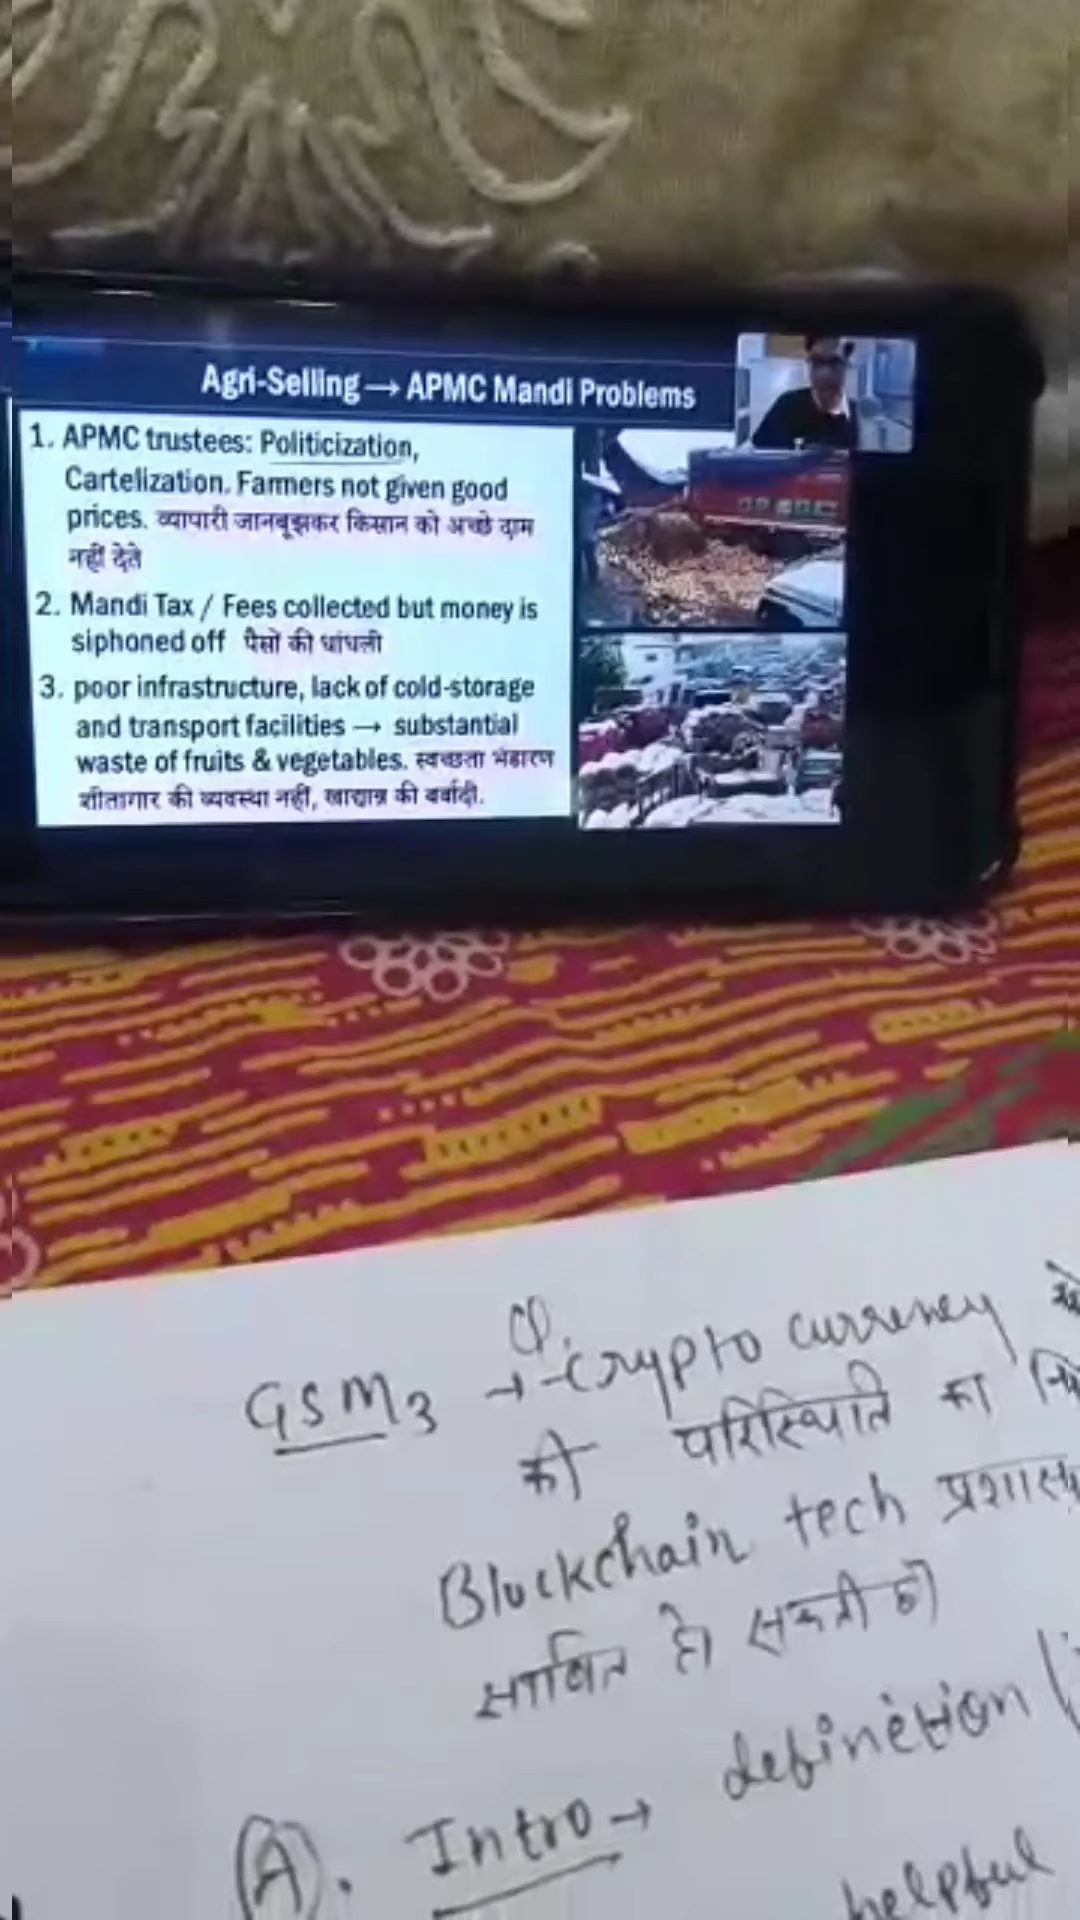 Agri-Selling → APMC Mandi Problems
1. APMC trustees: Politicization,
Cartelization. Farmers not given good
prices. व्यापारी जानबूझकर किसान को अच्छे दाम
नहीं देते
2. Mandi Tax / Fees collected but money is
siphoned off पैसों की धांधली
3. poor infrastructure, lack of cold-storage
and transport facilities → substantial
waste of fruits & vegetables. स्वच्छता भंडारण
शीतागार की व्यवस्था नहीं, खाद्यान्न की बर्बादी.
Q.
GSM3 → Crypto currency
की परिस्थिति का
Blockchain tech
साबित हो सकती है
(A). Intro → definetion (
helpful